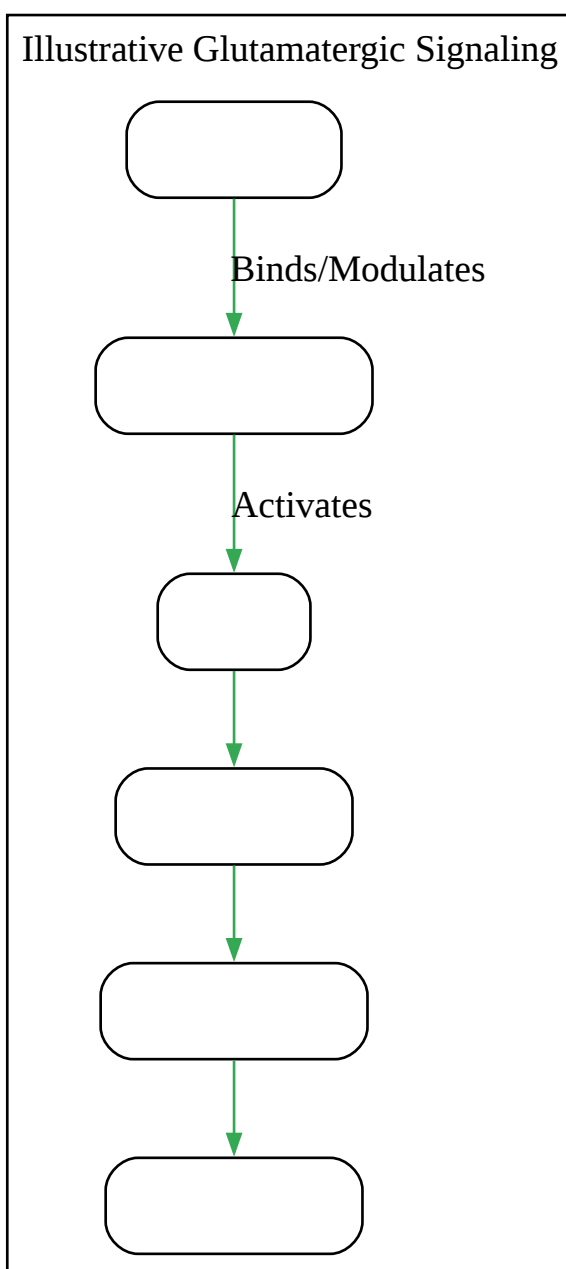 Illustrative Glutamatergic Signaling
Binds/Modulates
Activates